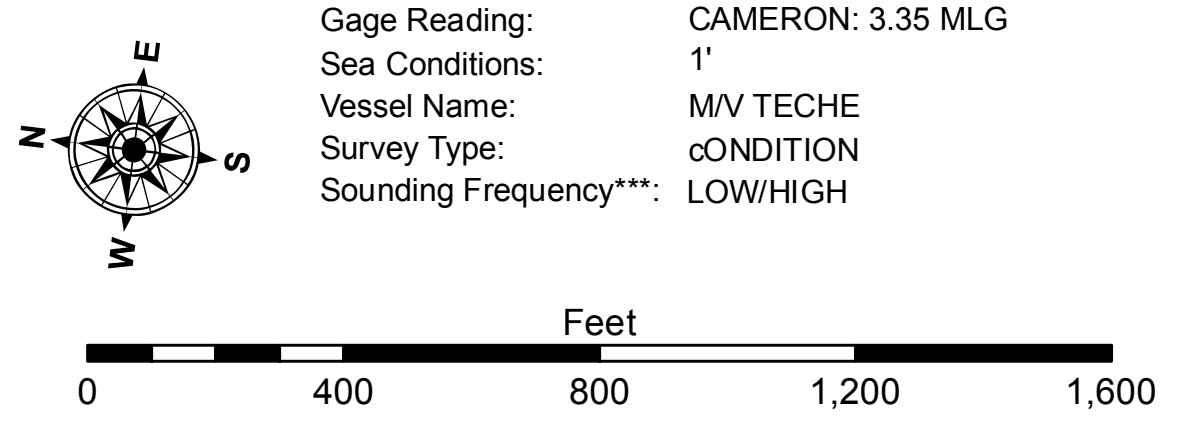 Gage Reading: CAMERON: 3.35 MLG
Sea Conditions: 1'
Vessel Name: M/V TECHE
Survey Type: cONDITION
Sounding Frequency***: LOW/HIGH
N
E
S
W
Feet
0 400 800 1,200 1,600